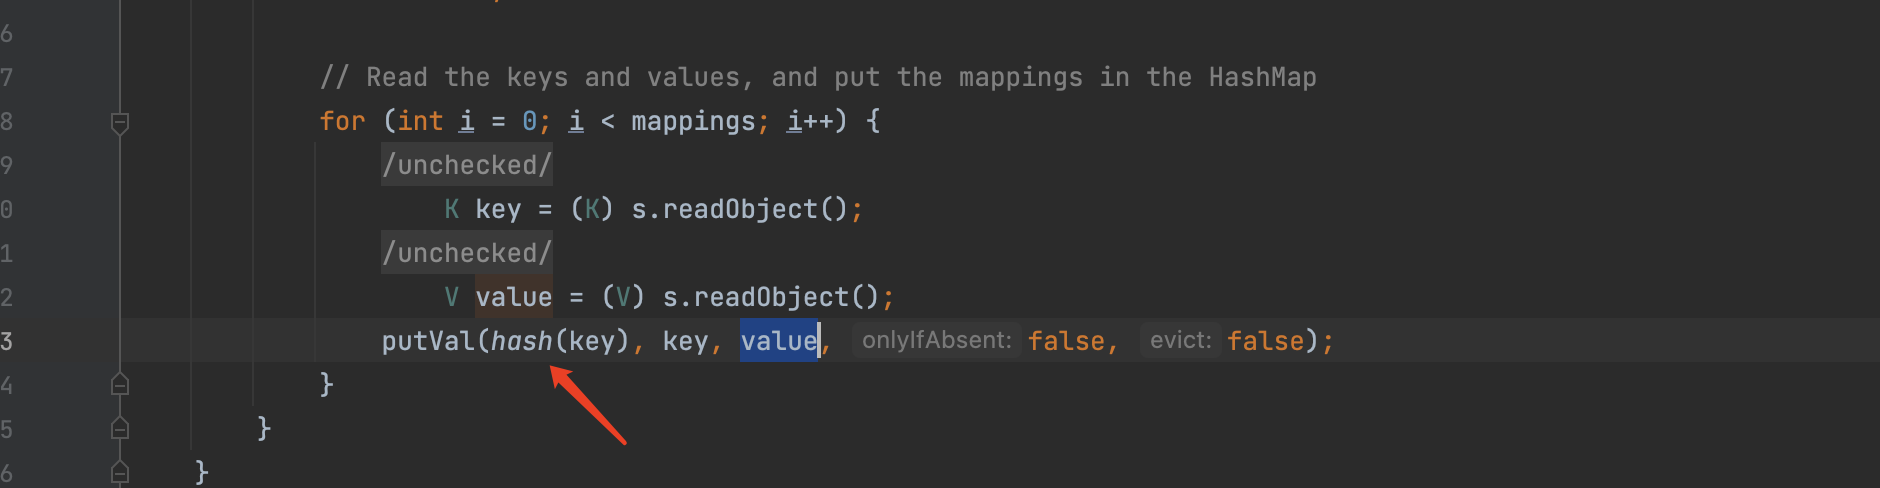 6
7 // Read the keys and values, and put the mappings in the HashMap
8 for (int i = 0; i < mappings; i++) {
9 /unchecked/
0 K key = (K) s.readObject();
1 /unchecked/
2 V value = (V) s.readObject();
3 putVal(hash(key), key, value, onlyIfAbsent: false, evict: false);
4 }
5 }
6 }